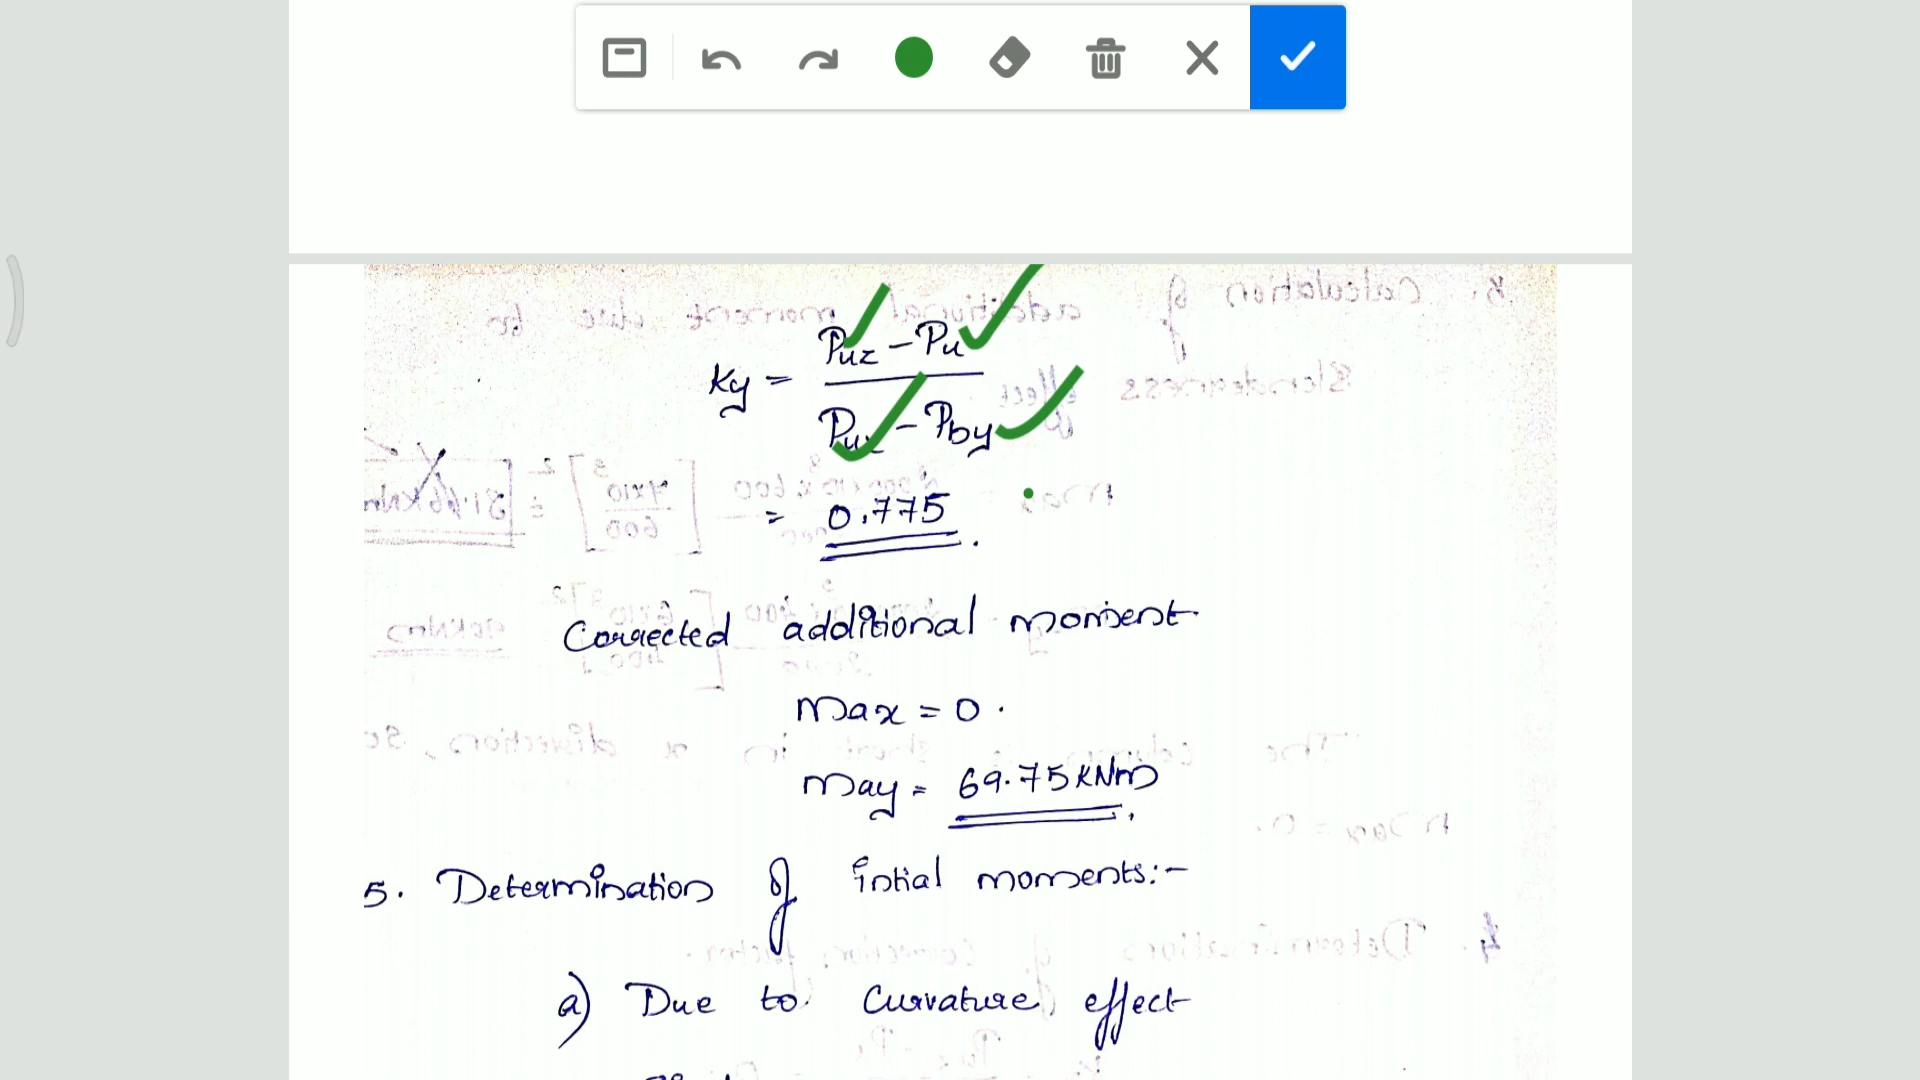 Ky = Puz - Pu / Puz - Pby
= 0.775.
Corrected additional moment
Max = 0.
May = 69.75 KNm.
5. Determination of intial moments:-
a) Due to curvature effect